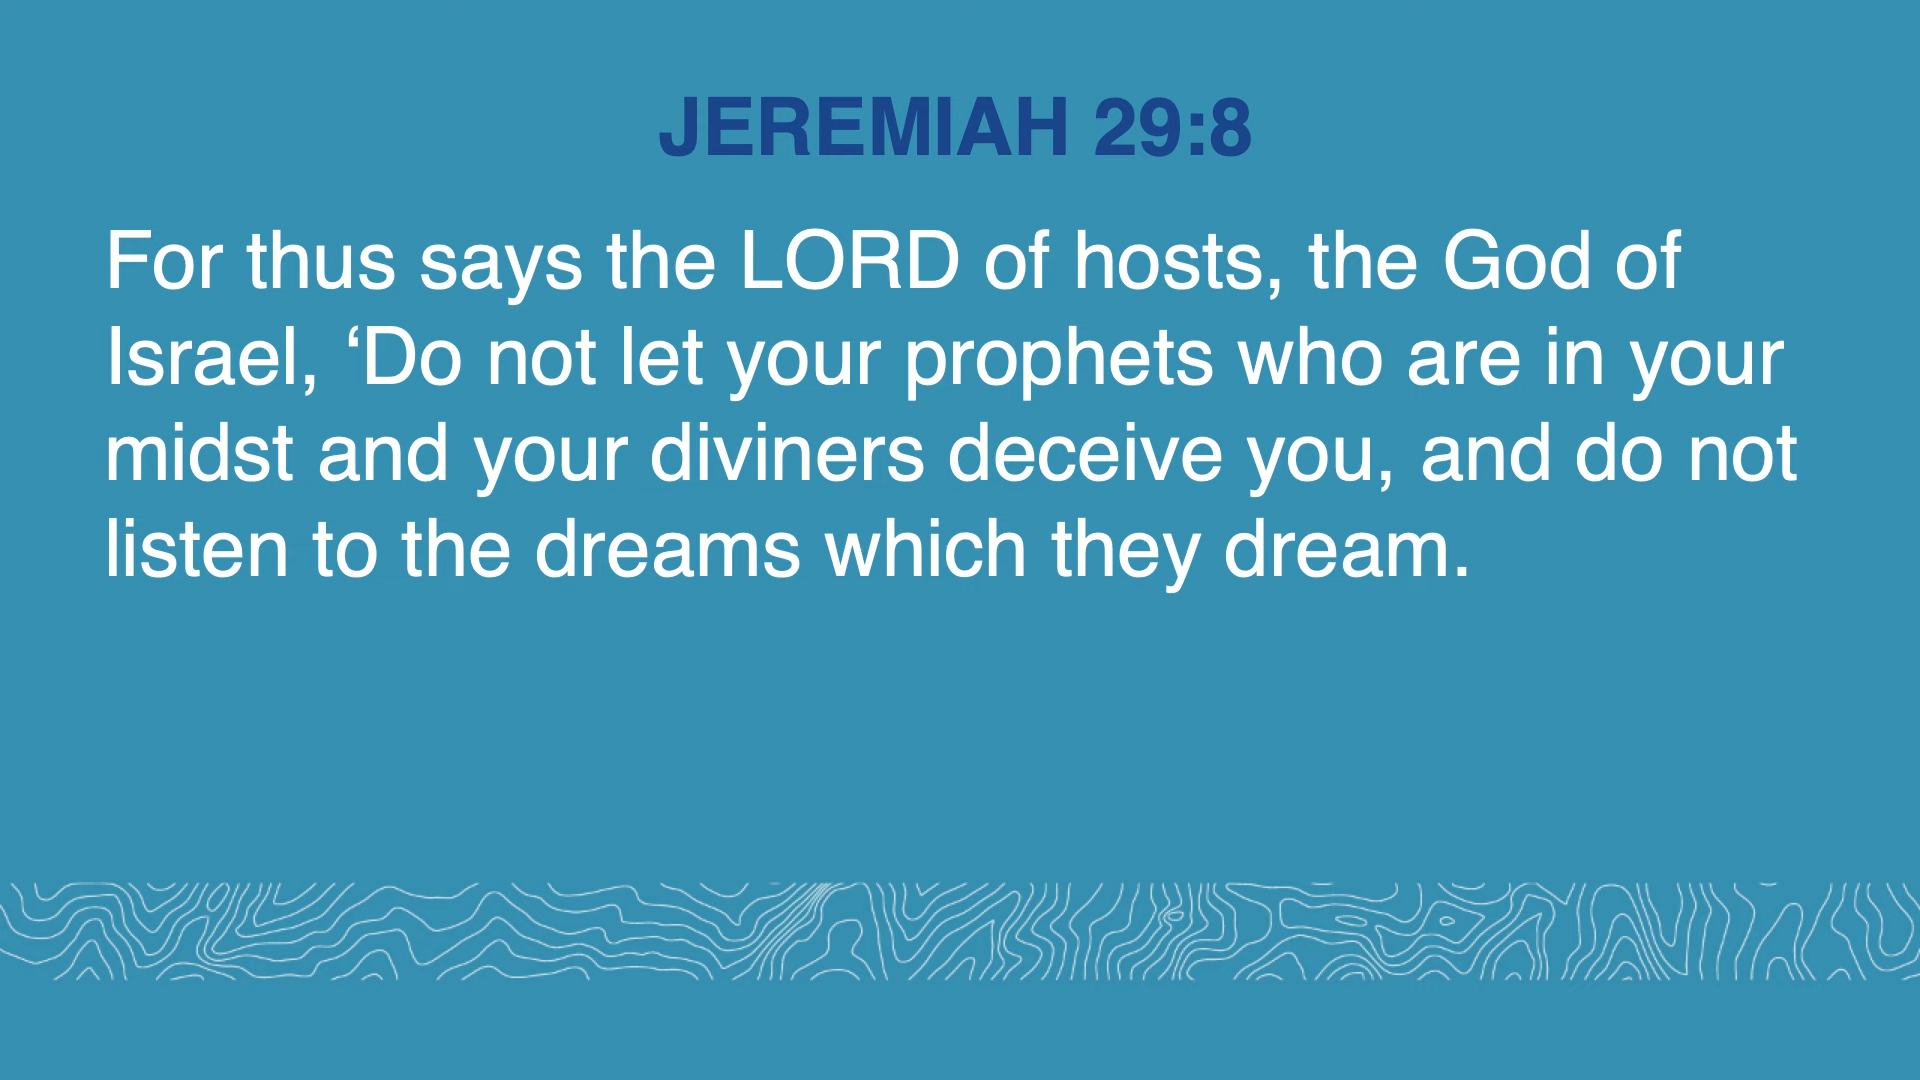 JEREMIAH 29:8
For thus says the LORD of hosts, the God of
Israel, ‘Do not let your prophets who are in your
midst and your diviners deceive you, and do not
listen to the dreams which they dream.